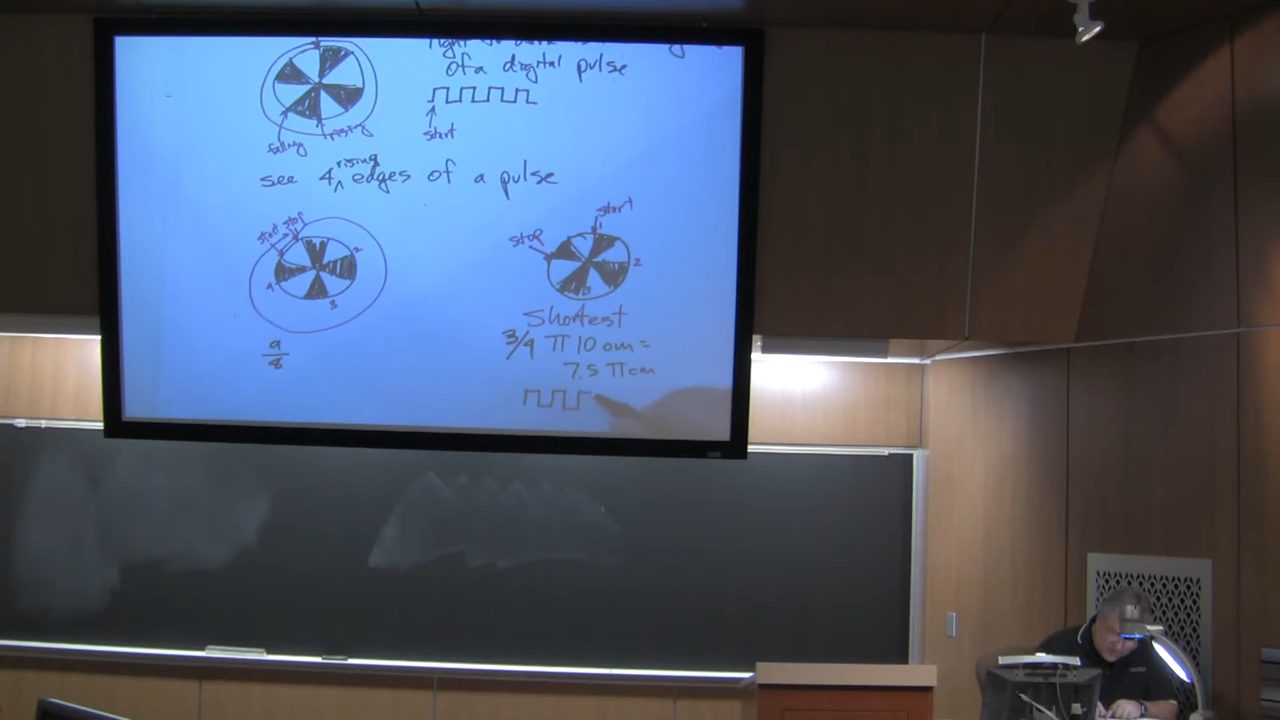 of a digital pulse
start
falling
rising
see 4 rising edges of a pulse
start stop
2
3
4
start
stop
1
2
3
Shortest
3/4 π 10 cm =
7.5 π cm
9
8